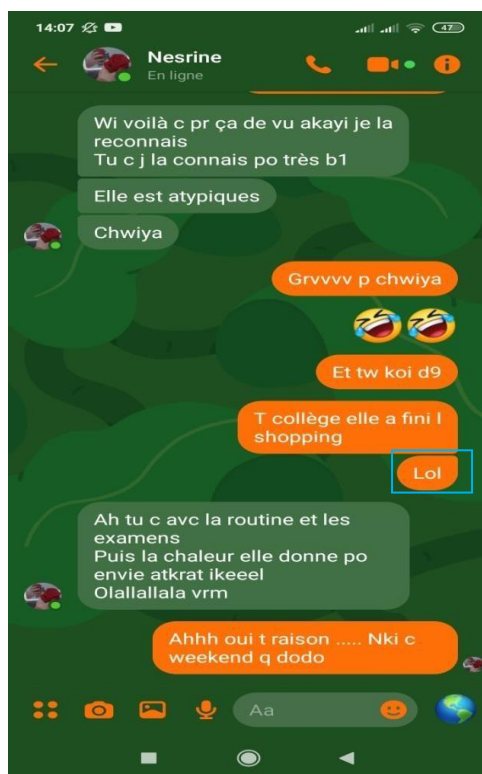 14:07
47
Nesrine
En ligne
Wi voilà c pr ça de vu akayi je la
reconnais
Tu c j la connais po très b1
Elle est atypiques
Chwiya
Grvvvv p chwiya
🤣🤣
Et tw koi d9
T collège elle a fini l
shopping
Lol
Ah tu c avc la routine et les
examens
Puis la chaleur elle donne po
envie atkrat ikeeel
Olallallala vrm
Ahhh oui t raison ..... Nki c
weekend q dodo
Aa